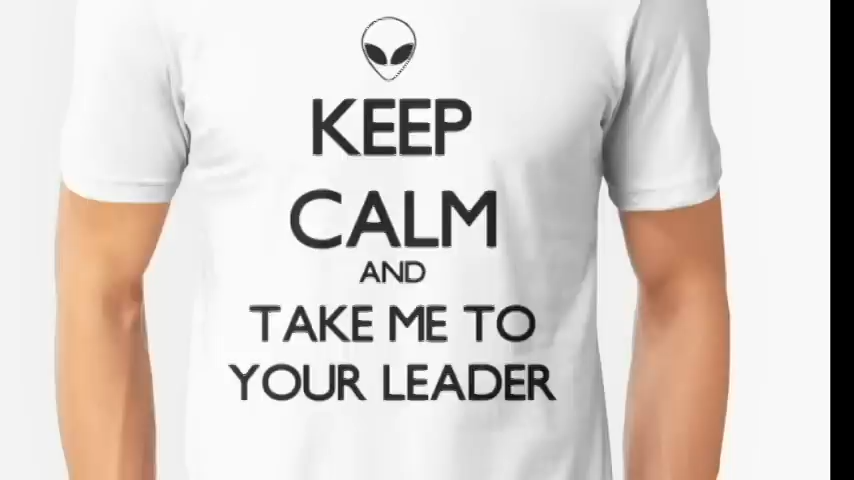 KEEP
CALM
AND
TAKE ME TO
YOUR LEADER